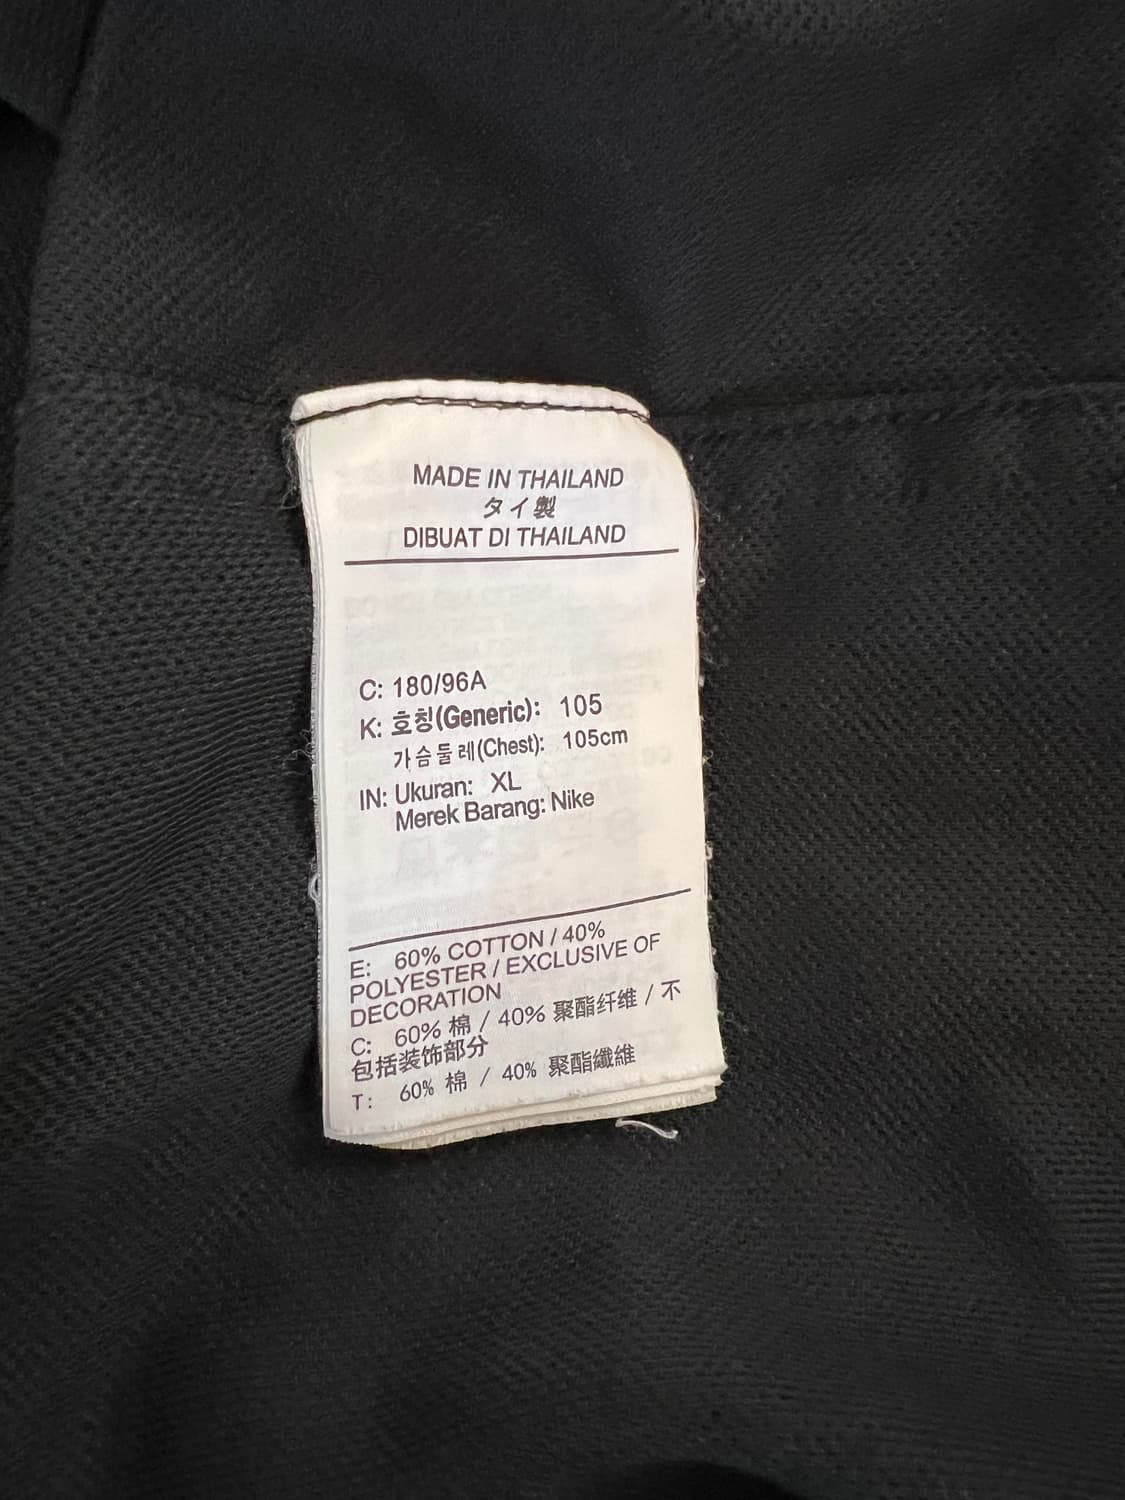 MADE IN THAILAND
タイ製
DIBUAT DI THAILAND
C: 180/96A
K: 호칭(Generic): 105
가슴둘레(Chest): 105cm
IN: Ukuran: XL
Merek Barang: Nike
E: 60% COTTON / 40%
POLYESTER / EXCLUSIVE OF
DECORATION
C: 60% 棉 / 40% 聚酯纤维 / 不
包括装饰部分
T: 60% 棉 / 40% 聚酯纖維